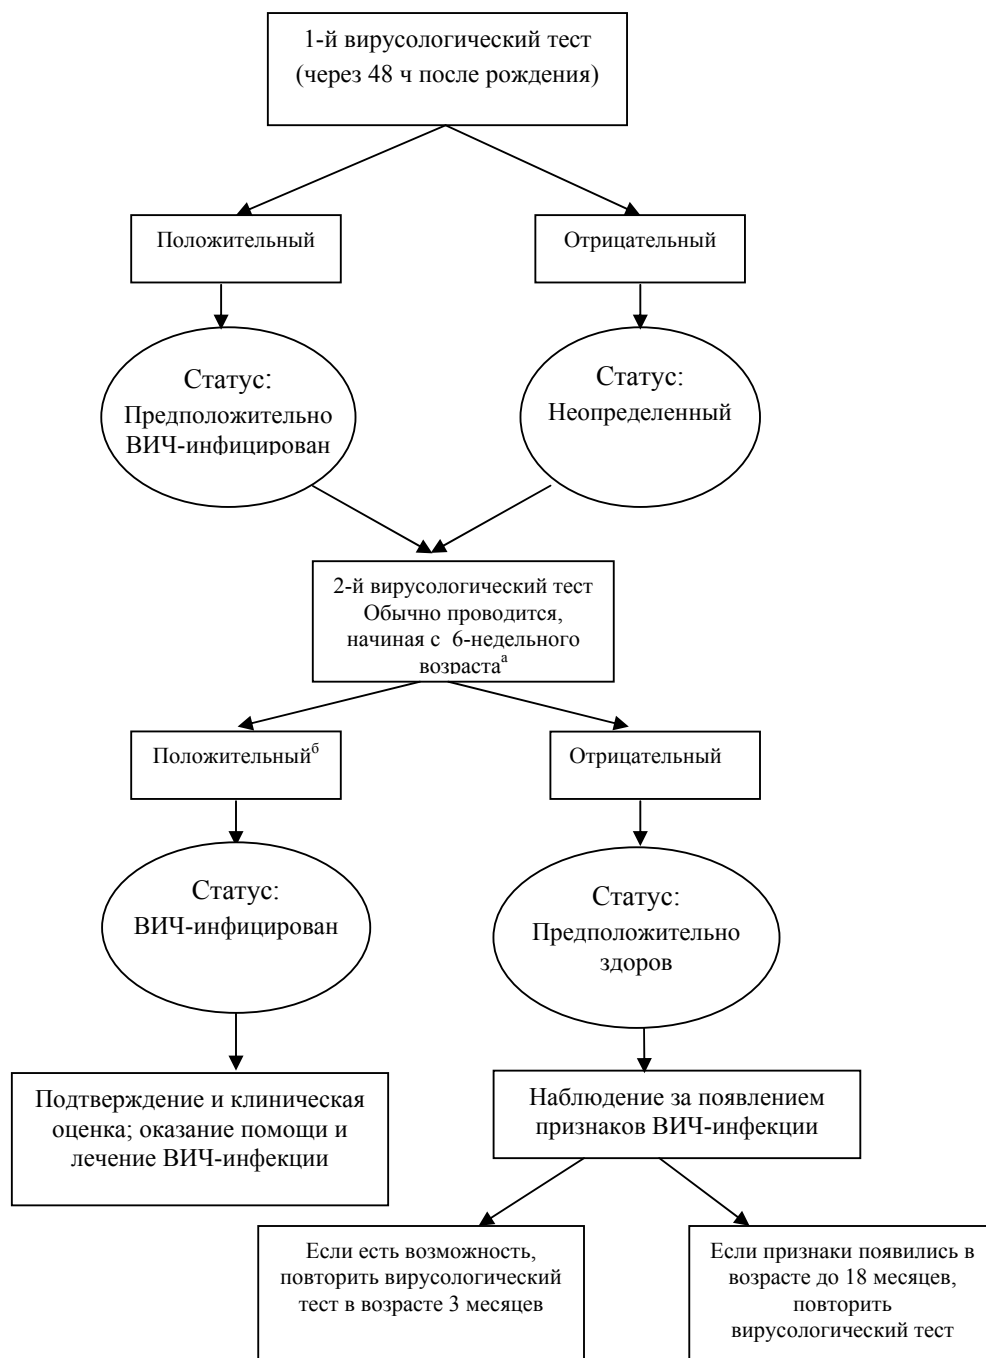 1-й вирусологический тест
(через 48 ч после рождения)
Положительный
Отрицательный
Статус:
Предположительно
ВИЧ-инфицирован
Статус:
Неопределенный
2-й вирусологический тест
Обычно проводится,
начиная с 6-недельного
возрастаª
Положительныйб
Отрицательный
Статус:
ВИЧ-инфицирован
Статус:
Предположительно
здоров
Подтверждение и клиническая
оценка; оказание помощи и
лечение ВИЧ-инфекции
Наблюдение за появлением
признаков ВИЧ-инфекции
Если есть возможность,
повторить вирусологический
тест в возрасте 3 месяцев
Если признаки появились в
возрасте до 18 месяцев,
повторить
вирусологический тест